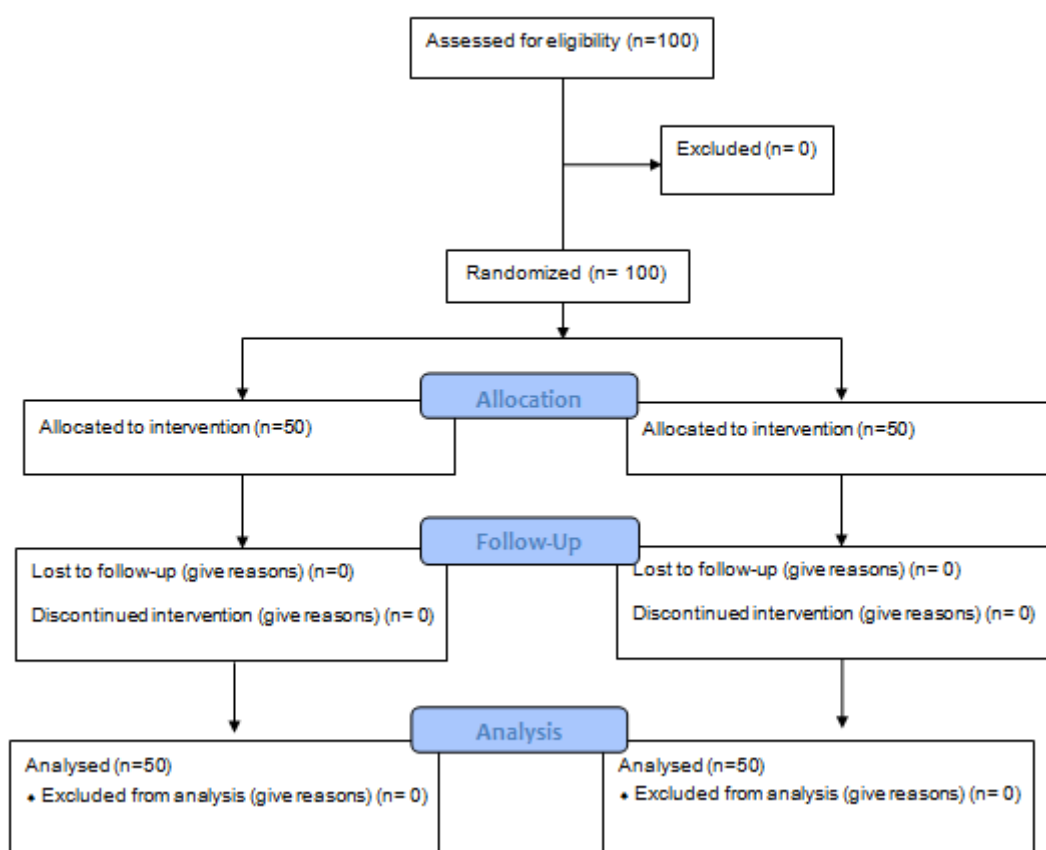 Assessed for eligibility (n=100)
Excluded (n= 0)
Randomized (n= 100)
Allocation
Allocated to intervention (n=50)
Allocated to intervention (n=50)
Follow-Up
Lost to follow-up (give reasons) (n=0)
Discontinued intervention (give reasons) (n= 0)
Lost to follow-up (give reasons) (n= 0)
Discontinued intervention (give reasons) (n= 0)
Analysis
Analysed (n=50)
• Excluded from analysis (give reasons) (n= 0)
Analysed (n=50)
• Excluded from analysis (give reasons) (n= 0)